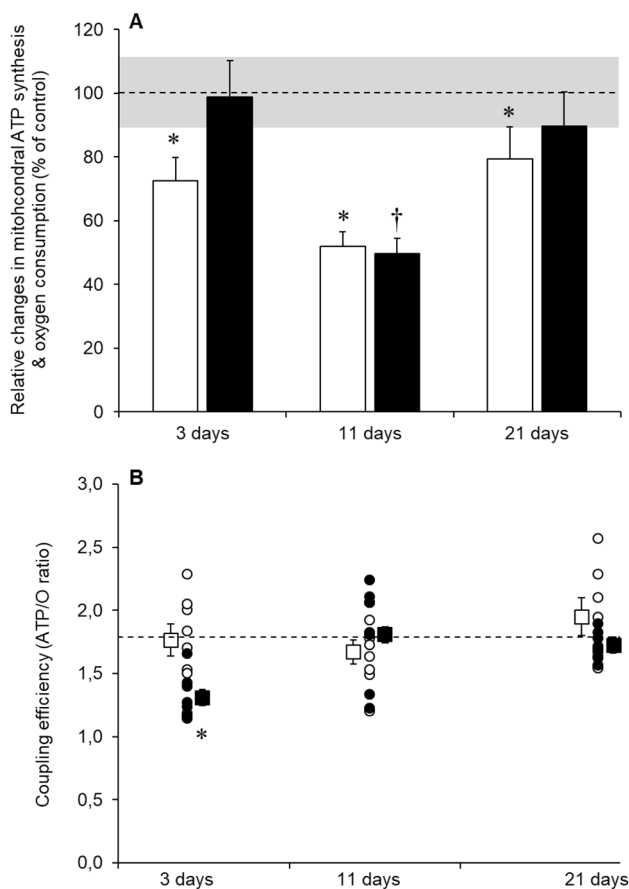 A
Relative changes in mitohcondral ATP synthesis
& oxygen consumption (% of control)
120
100
80
60
40
20
0
*
*
†
*
3 days
11 days
21 days
B
Coupling efficiency (ATP/O ratio)
3,0
2,5
2,0
1,5
1,0
0,5
0,0
*
3 days
11 days
21 days